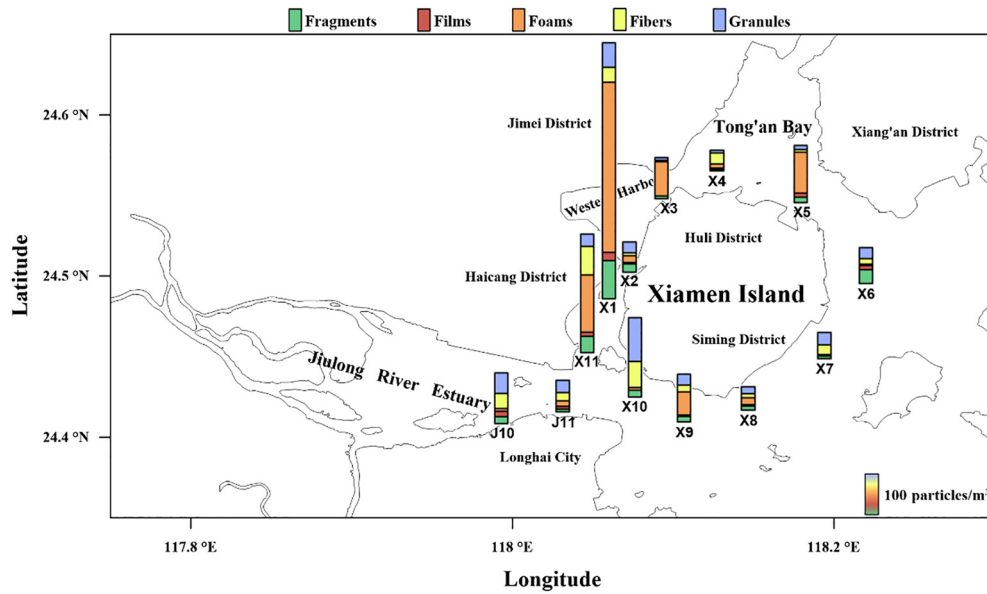 Fragments Films Foams Fibers Granules
24.6 °N
24.5 °N
24.4 °N
Latitude
Jimei District
Tong'an Bay
Xiang'an District
Weste Harbo
X4
X5
X3
Huli District
Haicang District
X2
X6
Xiamen Island
X1
Siming District
X11
X7
Jiulong River Estuary
X10
X9
X8
J10
J11
Longhai City
100 particles/m³
117.8 °E
118 °E
118.2 °E
Longitude